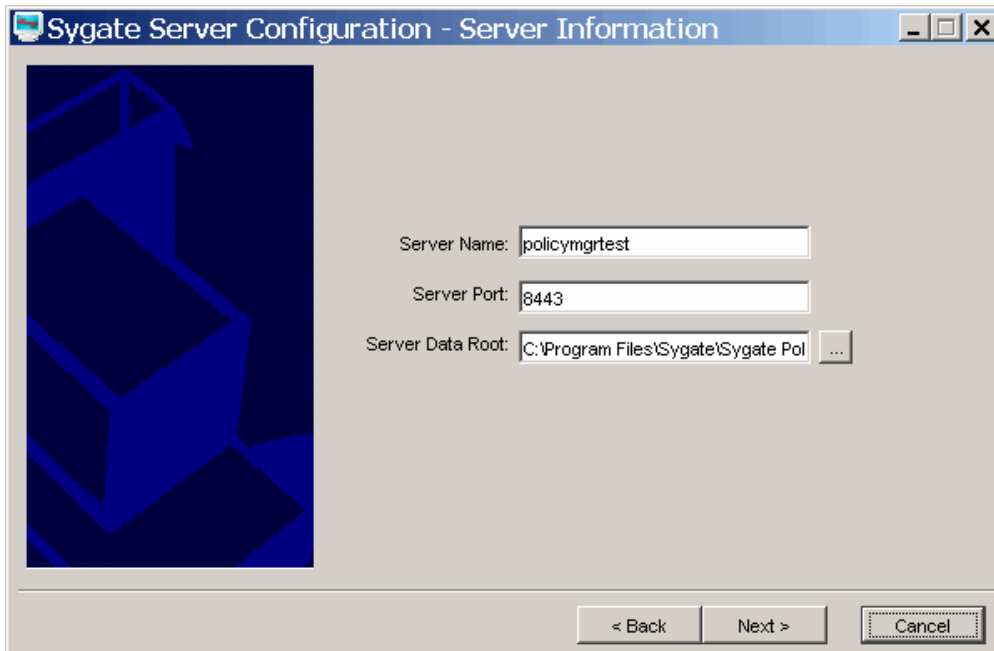 Sygate Server Configuration - Server Information
Server Name: policymgrtest
Server Port: 8443
Server Data Root: C:\Program Files\Sygate\Sygate Pol ...
< Back Next > Cancel